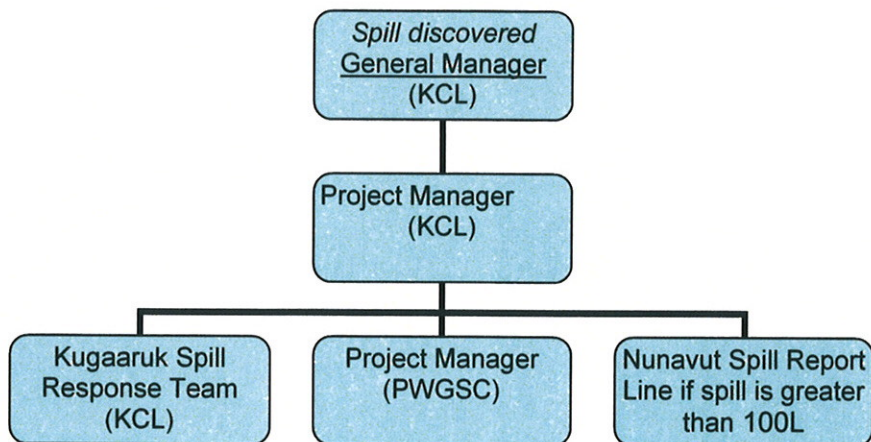 Spill discovered
General Manager
(KCL)
Project Manager
(KCL)
Kugaaruk Spill
Response Team
(KCL)
Project Manager
(PWGSC)
Nunavut Spill Report
Line if spill is greater
than 100L